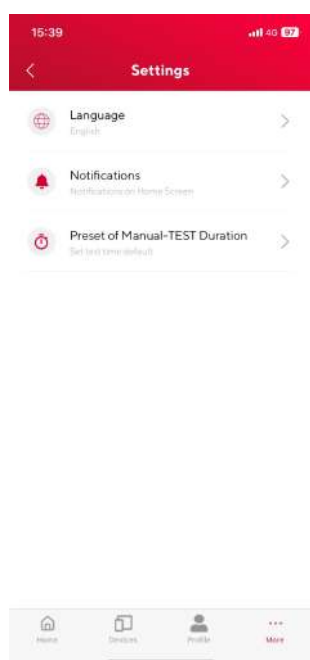 15:39
4G 97
Settings
Language
English
Notifications
Notifications on Home Screen
Preset of Manual-TEST Duration
Set test time default
Home
Devices
Profile
More